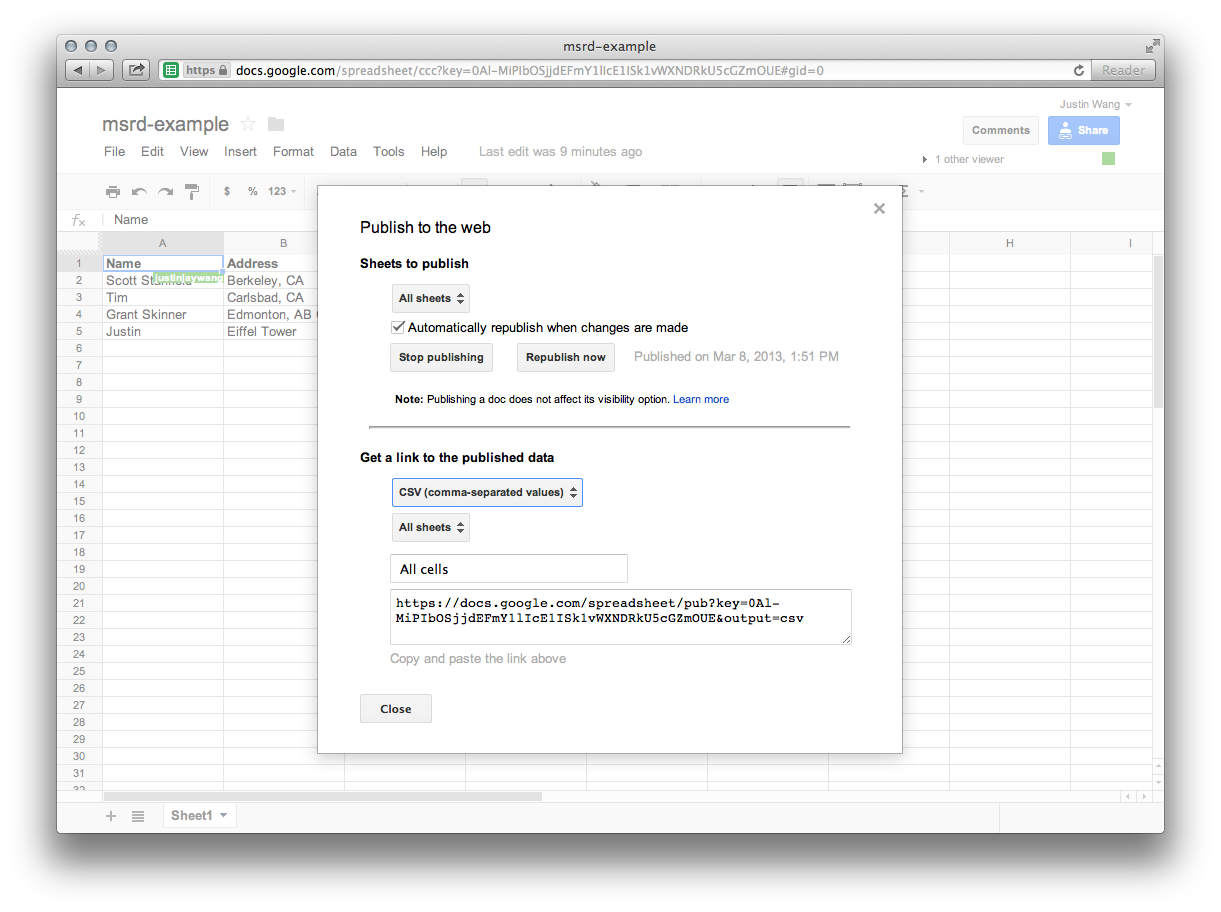 msrd-example
https docs.google.com/spreadsheet/ccc?key=0Al-MiPIbOSjjdEFmY1lIcE1ISk1vWXNDRkU5cGZmOUE#gid=0
Reader
Justin Wang
msrd-example
Comments
Share
File Edit View Insert Format Data Tools Help Last edit was 9 minutes ago
1 other viewer
$ % 123
fx Name
A B H I
1 Name Address
justinjaywang
2 Scott Berkeley, CA
3 Tim Carlsbad, CA
4 Grant Skinner Edmonton, AB
5 Justin Eiffel Tower
6
7
8
9
10
11
12
13
14
15
16
17
18
19
20
21
22
23
24
25
26
27
28
29
30
31
32
Publish to the web
Sheets to publish
All sheets
Automatically republish when changes are made
Stop publishing Republish now Published on Mar 8, 2013, 1:51 PM
Note: Publishing a doc does not affect its visibility option. Learn more
Get a link to the published data
CSV (comma-separated values)
All sheets
All cells
https://docs.google.com/spreadsheet/pub?key=0Al-
MiPIbOSjjdEFmY1lIcE1ISk1vWXNDRkU5cGZmOUE&output=csv
Copy and paste the link above
Close
Sheet1